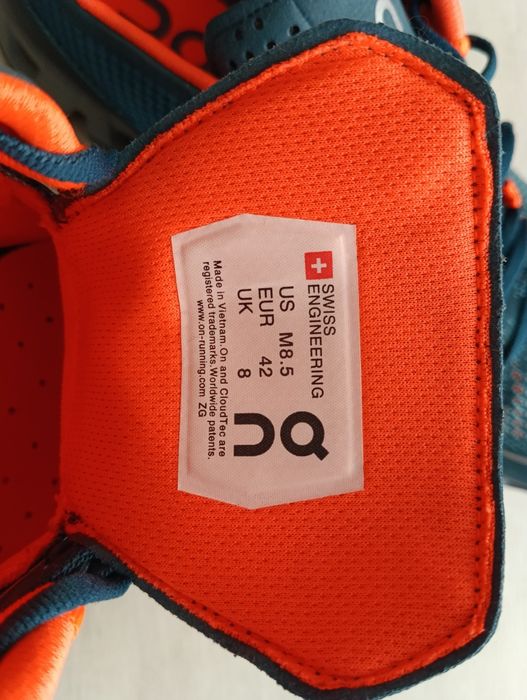 SWISS
ENGINEERING
US M8.5
EUR 42
UK 8
Made in Vietnam.On and CloudTec are
registered trademarks.Worldwide patents.
www.on-running.com ZG
On